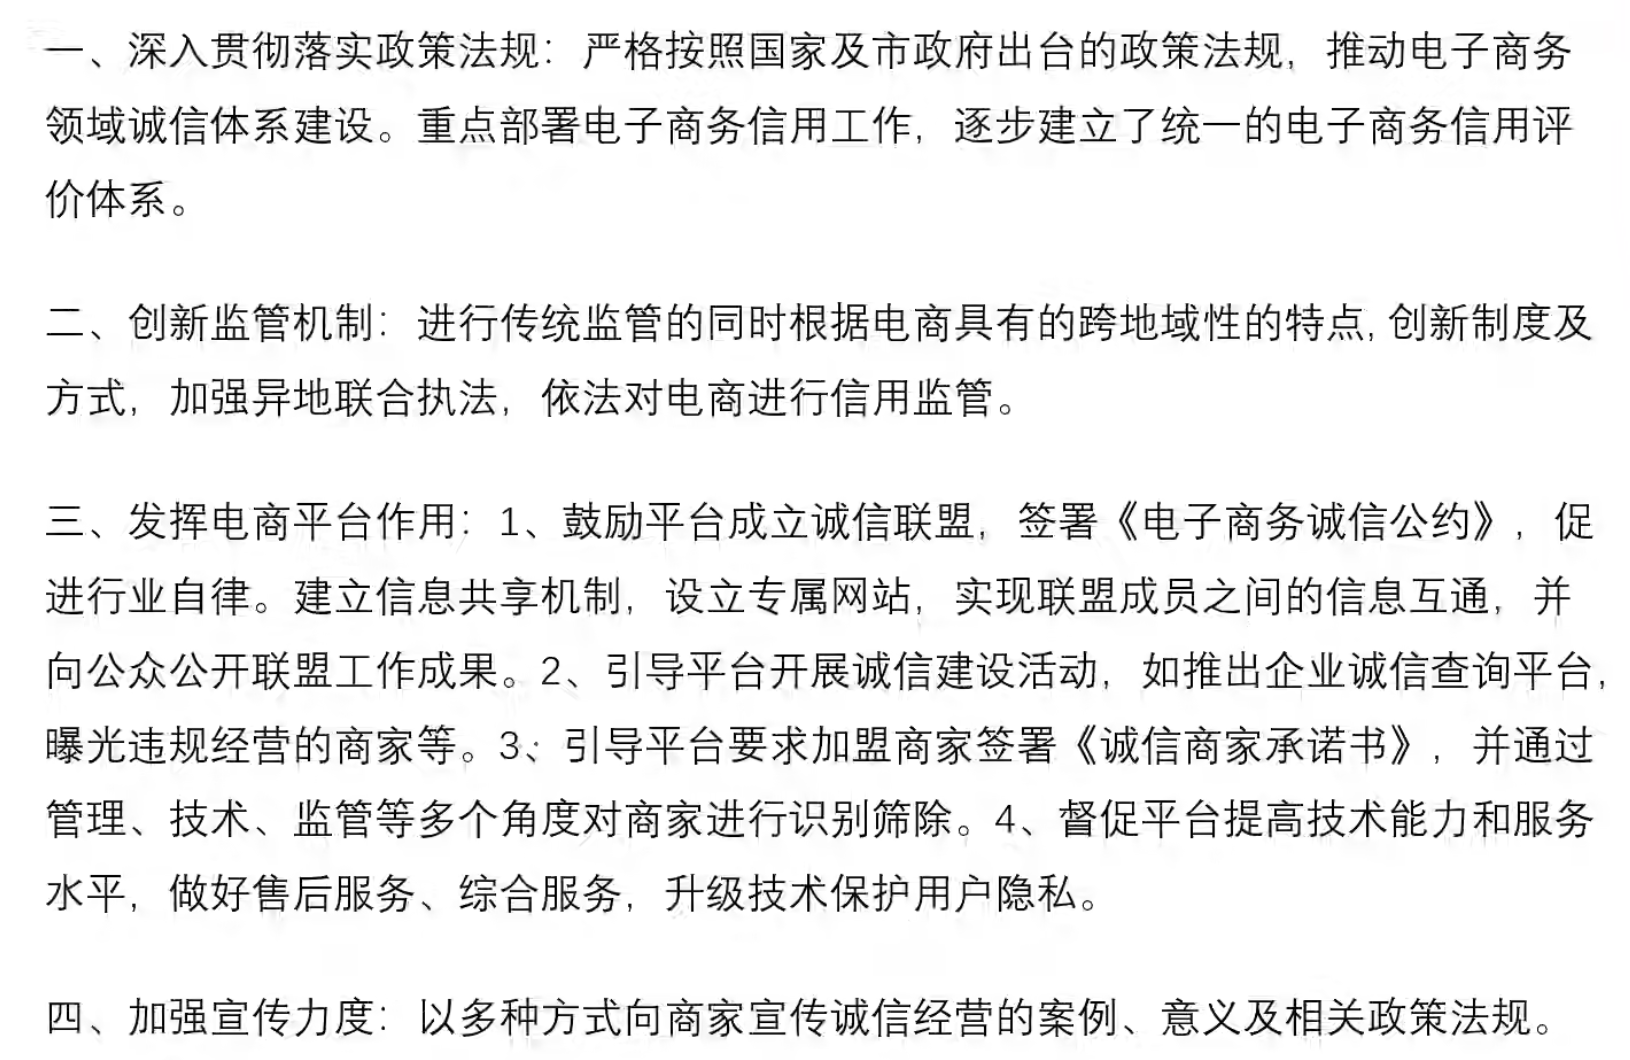 一、深入贯彻落实政策法规：严格按照国家及市政府出台的政策法规，推动电子商务
领域诚信体系建设。重点部署电子商务信用工作，逐步建立了统一的电子商务信用评
价体系。
二、创新监管机制：进行传统监管的同时根据电商具有的跨地域性的特点,创新制度及
方式，加强异地联合执法，依法对电商进行信用监管。
三、发挥电商平台作用：1、鼓励平台成立诚信联盟，签署《电子商务诚信公约》，促
进行业自律。建立信息共享机制，设立专属网站，实现联盟成员之间的信息互通，并
向公众公开联盟工作成果。2、引导平台开展诚信建设活动，如推出企业诚信查询平台，
曝光违规经营的商家等。3、引导平台要求加盟商家签署《诚信商家承诺书》，并通过
管理、技术、监管等多个角度对商家进行识别筛除。4、督促平台提高技术能力和服务
水平，做好售后服务、综合服务，升级技术保护用户隐私。
四、加强宣传力度：以多种方式向商家宣传诚信经营的案例、意义及相关政策法规。